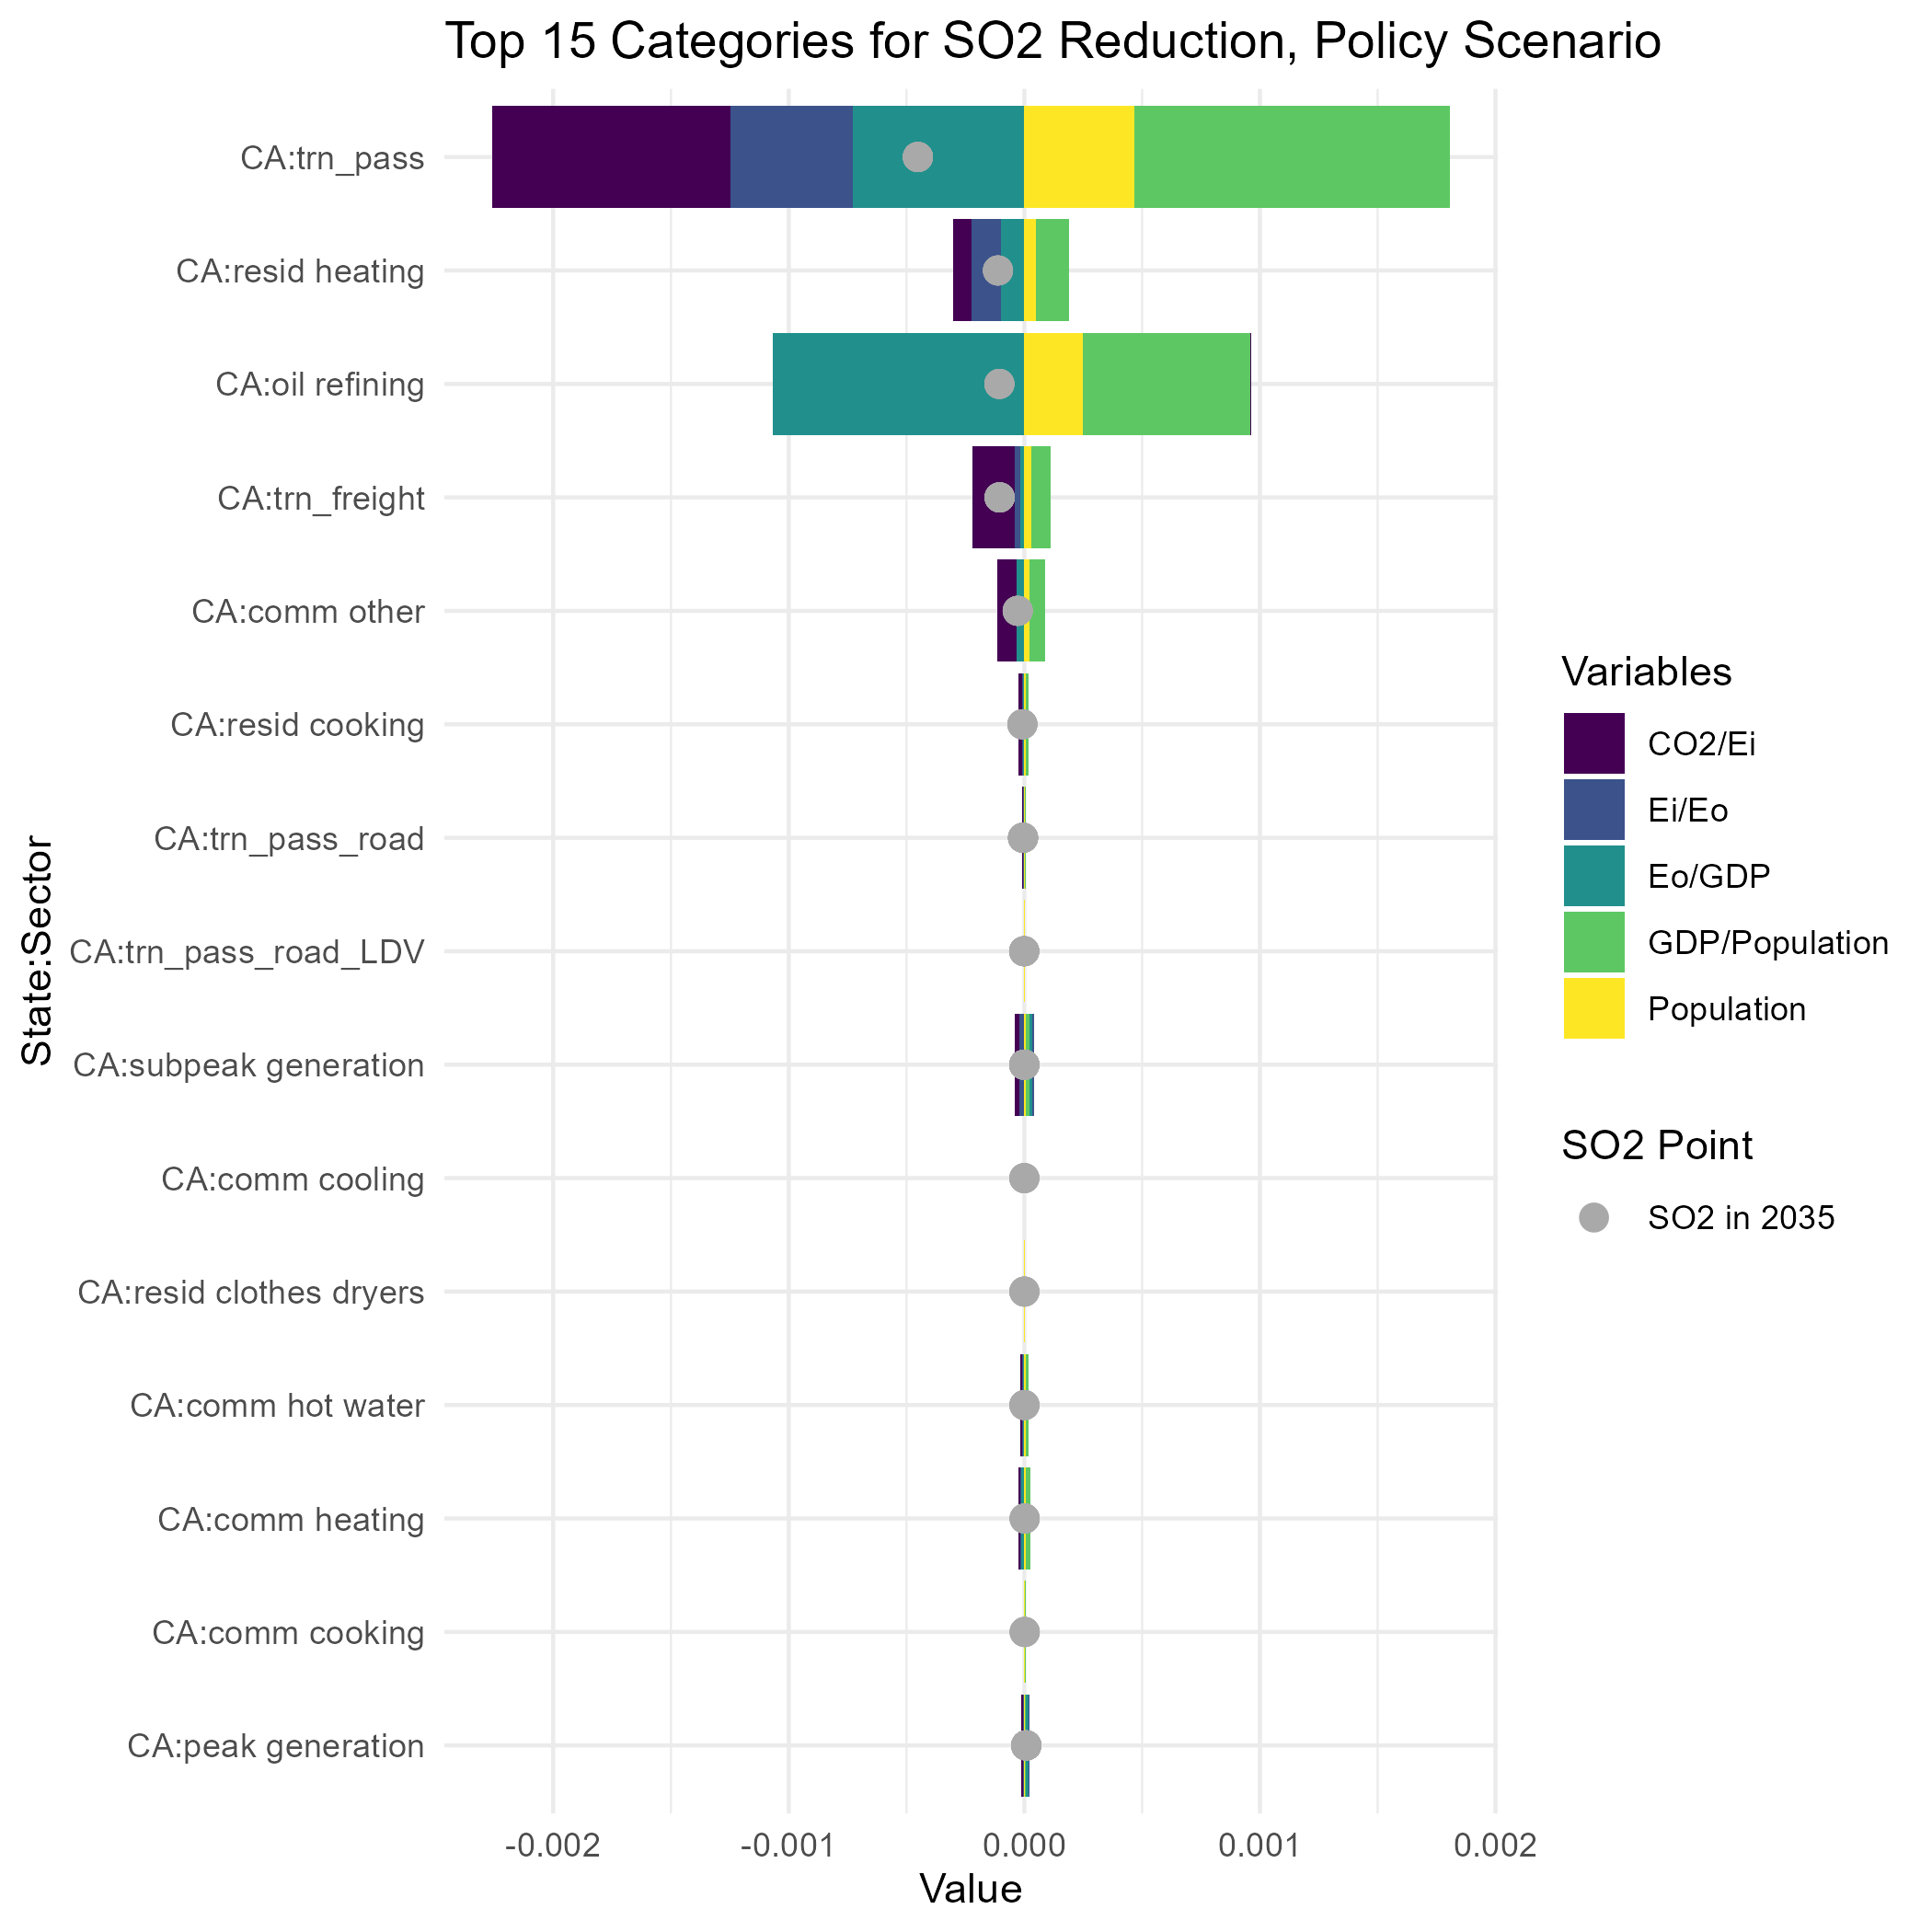 Top 15 Categories for SO2 Reduction, Policy Scenario
State:Sector
CA:trn_pass
CA:resid heating
CA:oil refining
CA:trn_freight
CA:comm other
CA:resid cooking
CA:trn_pass_road
CA:trn_pass_road_LDV
CA:subpeak generation
CA:comm cooling
CA:resid clothes dryers
CA:comm hot water
CA:comm heating
CA:comm cooking
CA:peak generation
-0.002 -0.001 0.000 0.001 0.002
Value
Variables
CO2/Ei
Ei/Eo
Eo/GDP
GDP/Population
Population
SO2 Point
SO2 in 2035